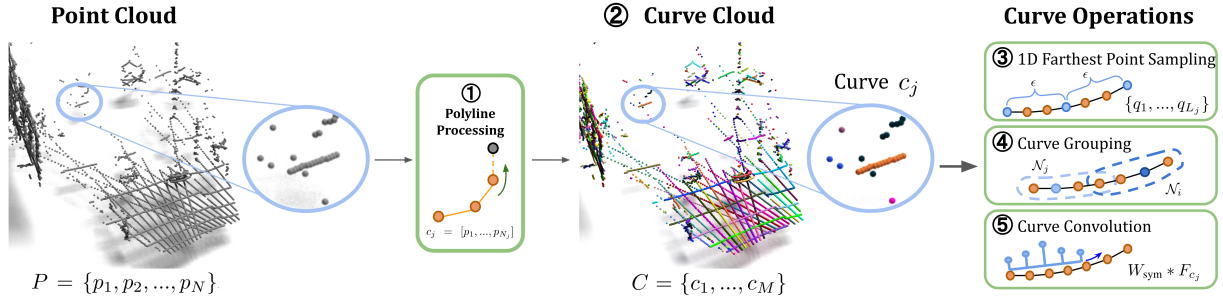 Point Cloud
P = {p_1, p_2, ..., p_N}
①
Polyline
Processing
c_j = [p_1, ..., p_{N_j}]
② Curve Cloud
Curve c_j
C = {c_1, ..., c_M}
Curve Operations
③ 1D Farthest Point Sampling
ϵ ϵ
{q_1, ..., q_{L_j}}
④ Curve Grouping
𝒩_j
𝒩_i
⑤ Curve Convolution
W_sym * F_{c_j}